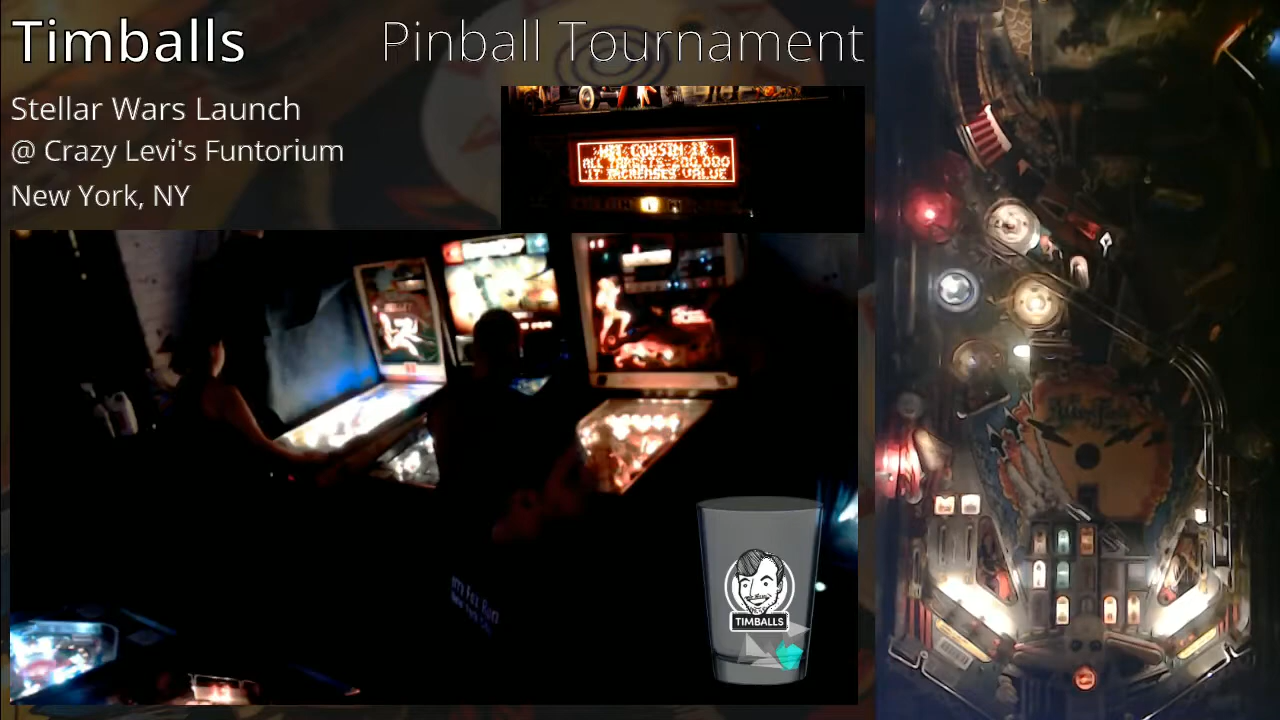 Timballs
Pinball Tournament
Stellar Wars Launch
@ Crazy Levi's Funtorium
New York, NY
HIT COUSIN IT
ALL TARGETS=200,000
'IT' INCREASES VALUE
TIMBALLS